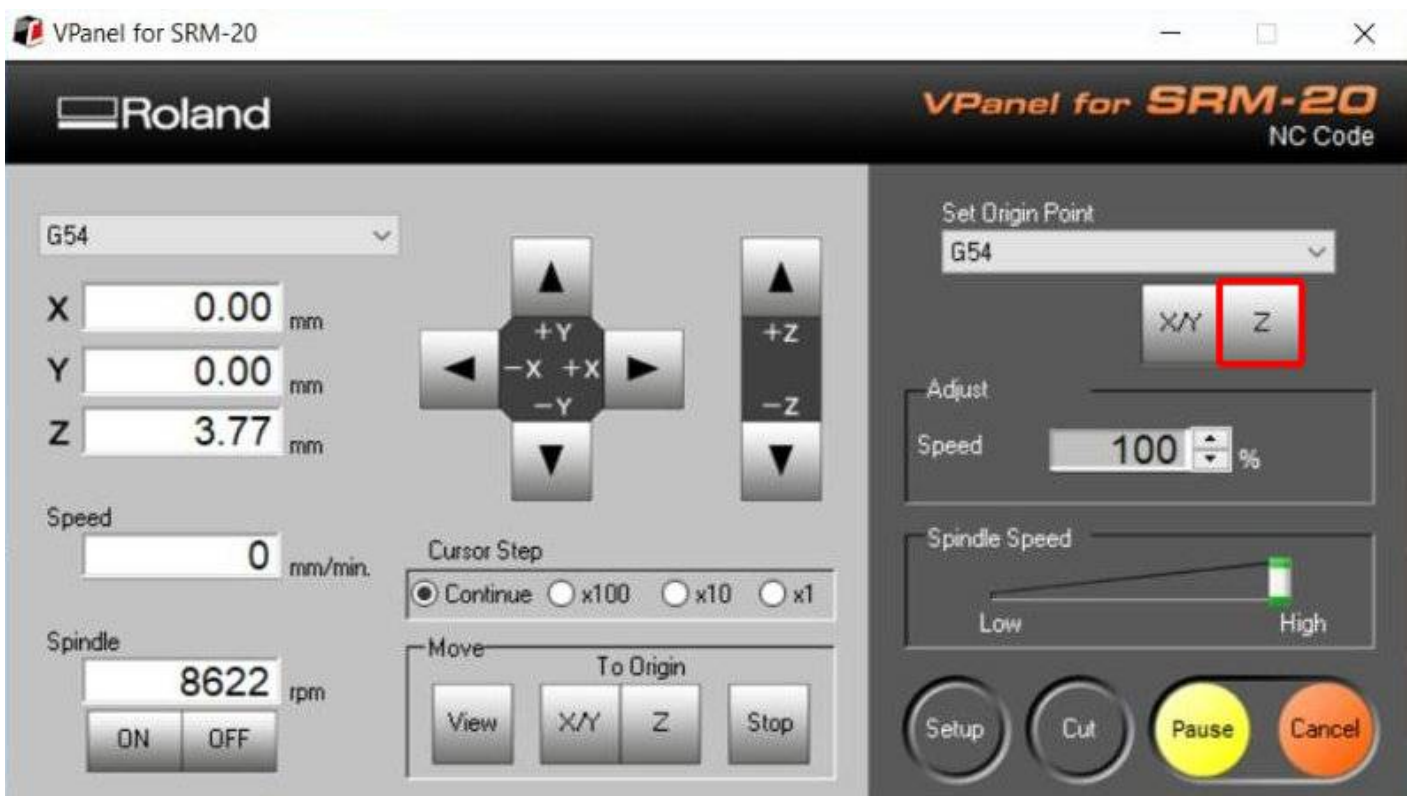 VPanel for SRM-20
Roland
VPanel for SRM-20
NC Code
G54
X 0.00 mm
Y 0.00 mm
Z 3.77 mm
Speed
0 mm/min.
Spindle
8622 rpm
ON OFF
+Y
-X +X
-Y
+Z
-Z
Cursor Step
Continue x100 x10 x1
Move
To Origin
View X/Y Z Stop
Set Origin Point
G54
X/Y Z
Adjust
Speed 100 %
Spindle Speed
Low High
Setup Cut Pause Cancel